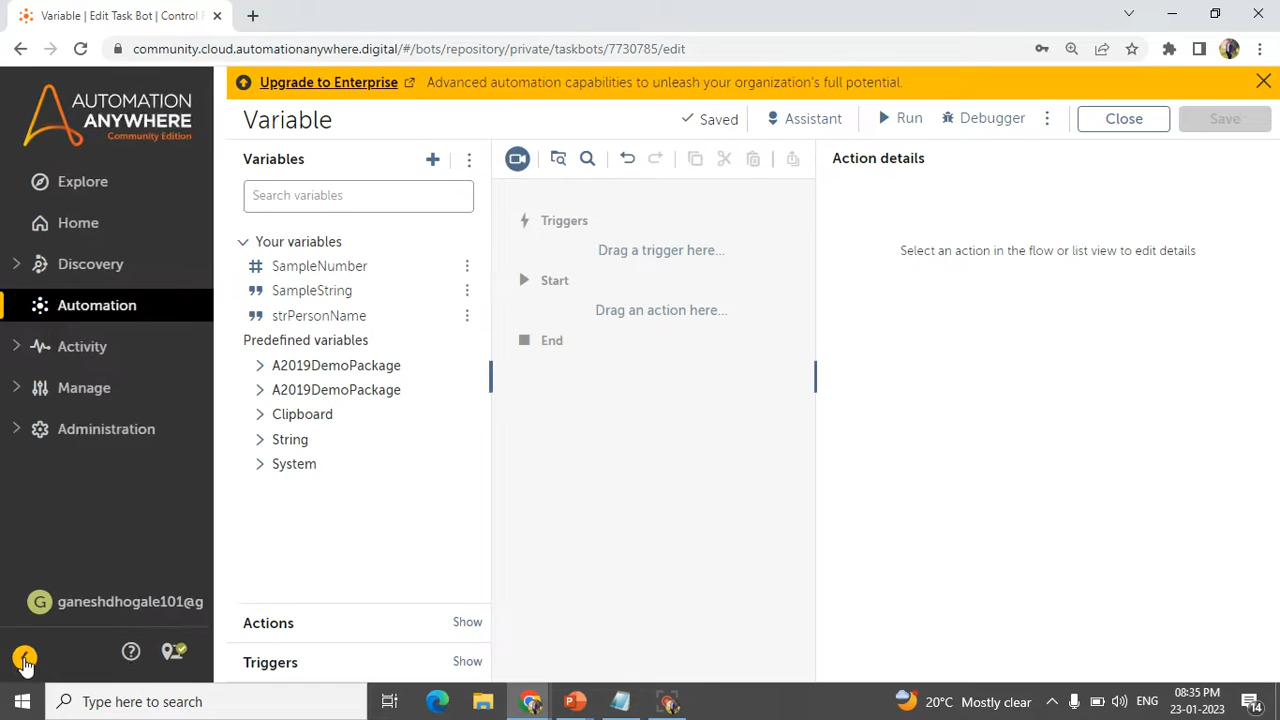 Variable | Edit Task Bot | Control
community.cloud.automationanywhere.digital/#/bots/repository/private/taskbots/7730785/edit
AUTOMATION
ANYWHERE
Community Edition
Upgrade to Enterprise Advanced automation capabilities to unleash your organization's full potential.
Variable
Saved
Assistant
Run
Debugger
Close
Save
Explore
Home
Discovery
Automation
Activity
Manage
Administration
G ganeshdhogale101@g
Variables
Search variables
Your variables
SampleNumber
SampleString
strPersonName
Predefined variables
A2019DemoPackage
A2019DemoPackage
Clipboard
String
System
Actions Show
Triggers Show
Triggers
Drag a trigger here...
Start
Drag an action here...
End
Action details
Select an action in the flow or list view to edit details
Type here to search
20°C Mostly clear
ENG
08:35 PM
23-01-2023
14